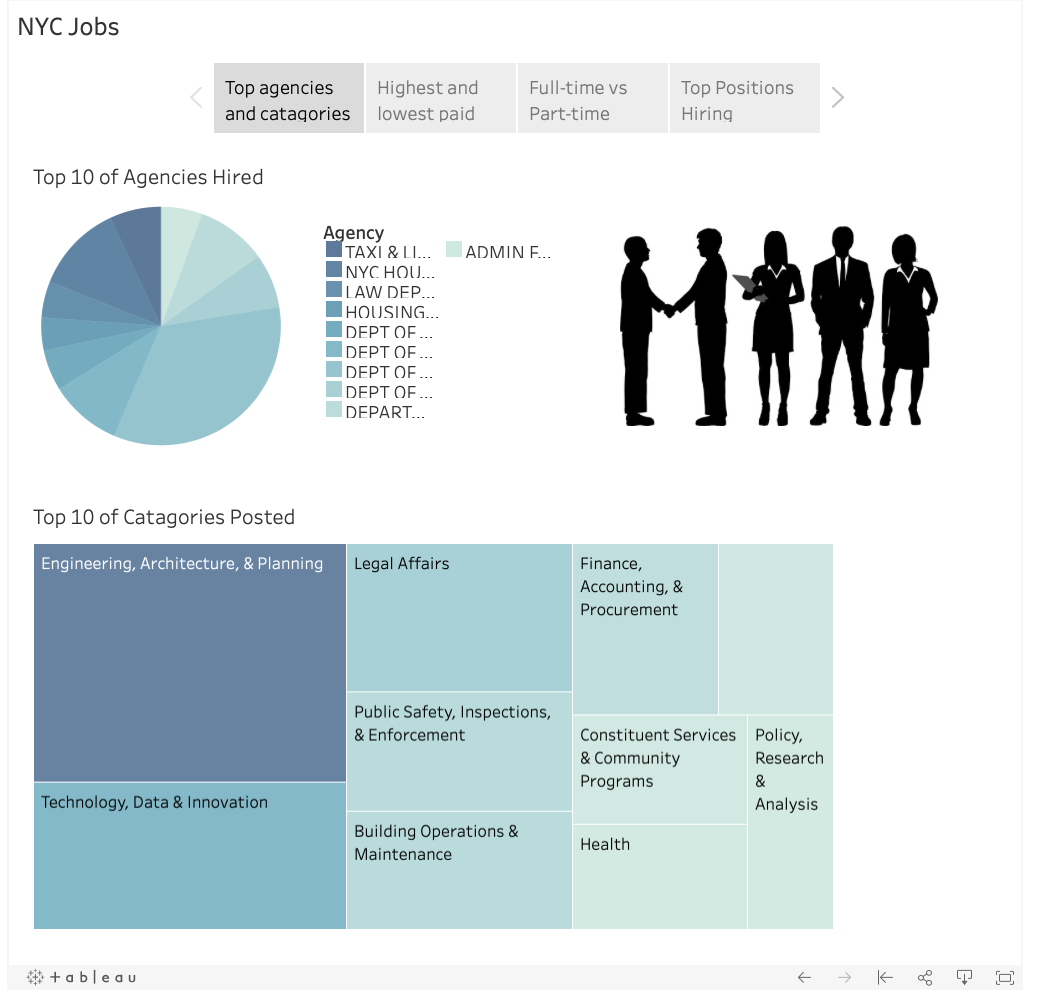 NYC Jobs
Top agencies
and catagories
Highest and
lowest paid
Full-time vs
Part-time
Top Positions
Hiring
Top 10 of Agencies Hired
Agency
TAXI & LI...
NYC HOU...
LAW DEP...
HOUSING...
DEPT OF ...
DEPT OF ...
DEPT OF ...
DEPT OF ...
DEPART...
ADMIN F...
Top 10 of Catagories Posted
Engineering, Architecture, & Planning
Technology, Data & Innovation
Legal Affairs
Public Safety, Inspections,
& Enforcement
Building Operations &
Maintenance
Finance,
Accounting, &
Procurement
Constituent Services
& Community
Programs
Health
Policy,
Research
&
Analysis
+ a b l e a u